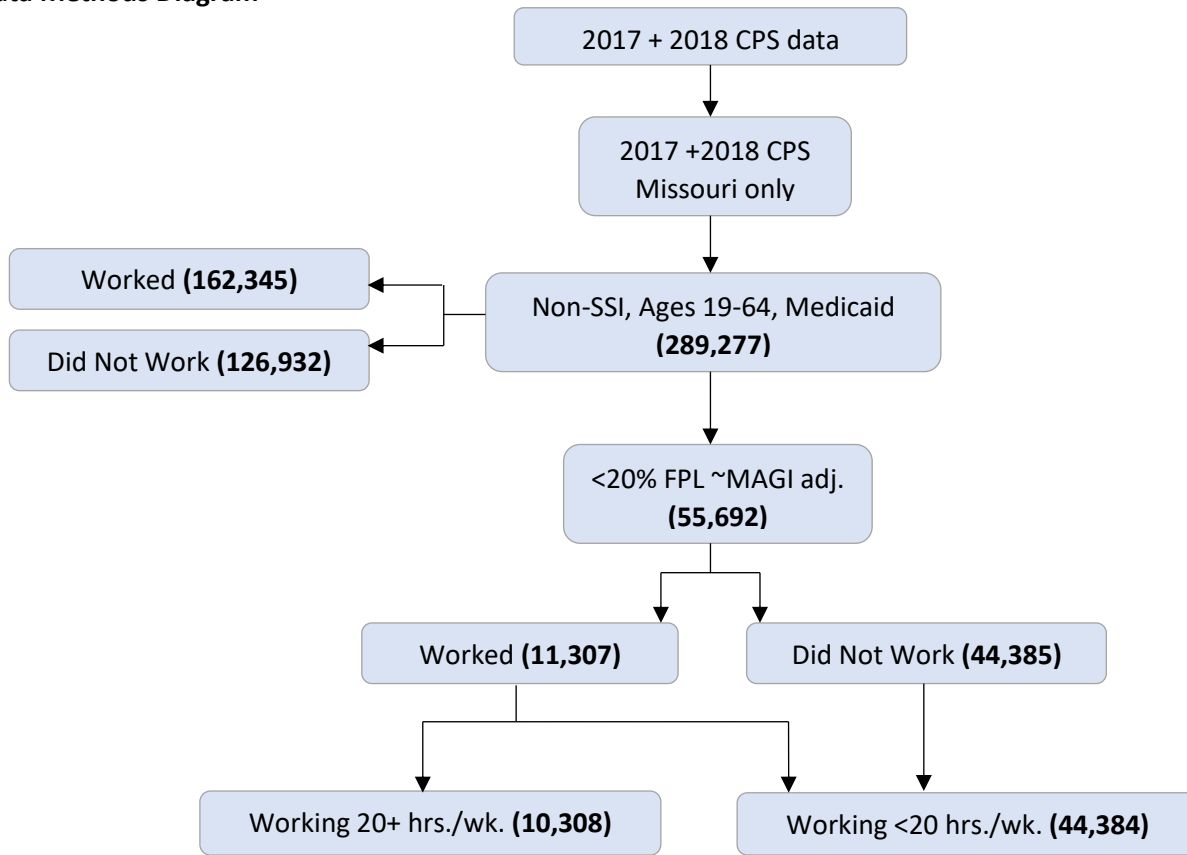 2017 + 2018 CPS data
2017 +2018 CPS
Missouri only
Worked (162,345)
Did Not Work (126,932)
Non-SSI, Ages 19-64, Medicaid
(289,277)
<20% FPL ~MAGI adj.
(55,692)
Worked (11,307)
Did Not Work (44,385)
Working 20+ hrs./wk. (10,308)
Working <20 hrs./wk. (44,384)